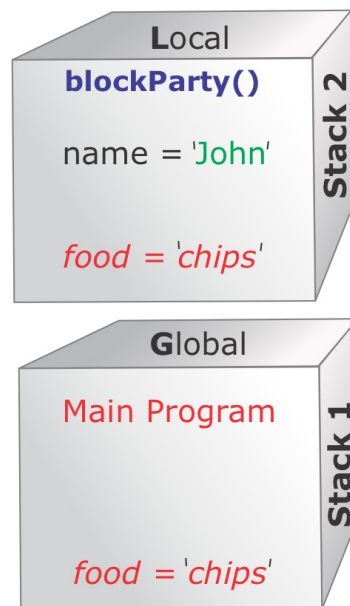 Local
blockParty()
name = 'John'
food = 'chips'
Stack 2
Global
Main Program
food = 'chips'
Stack 1